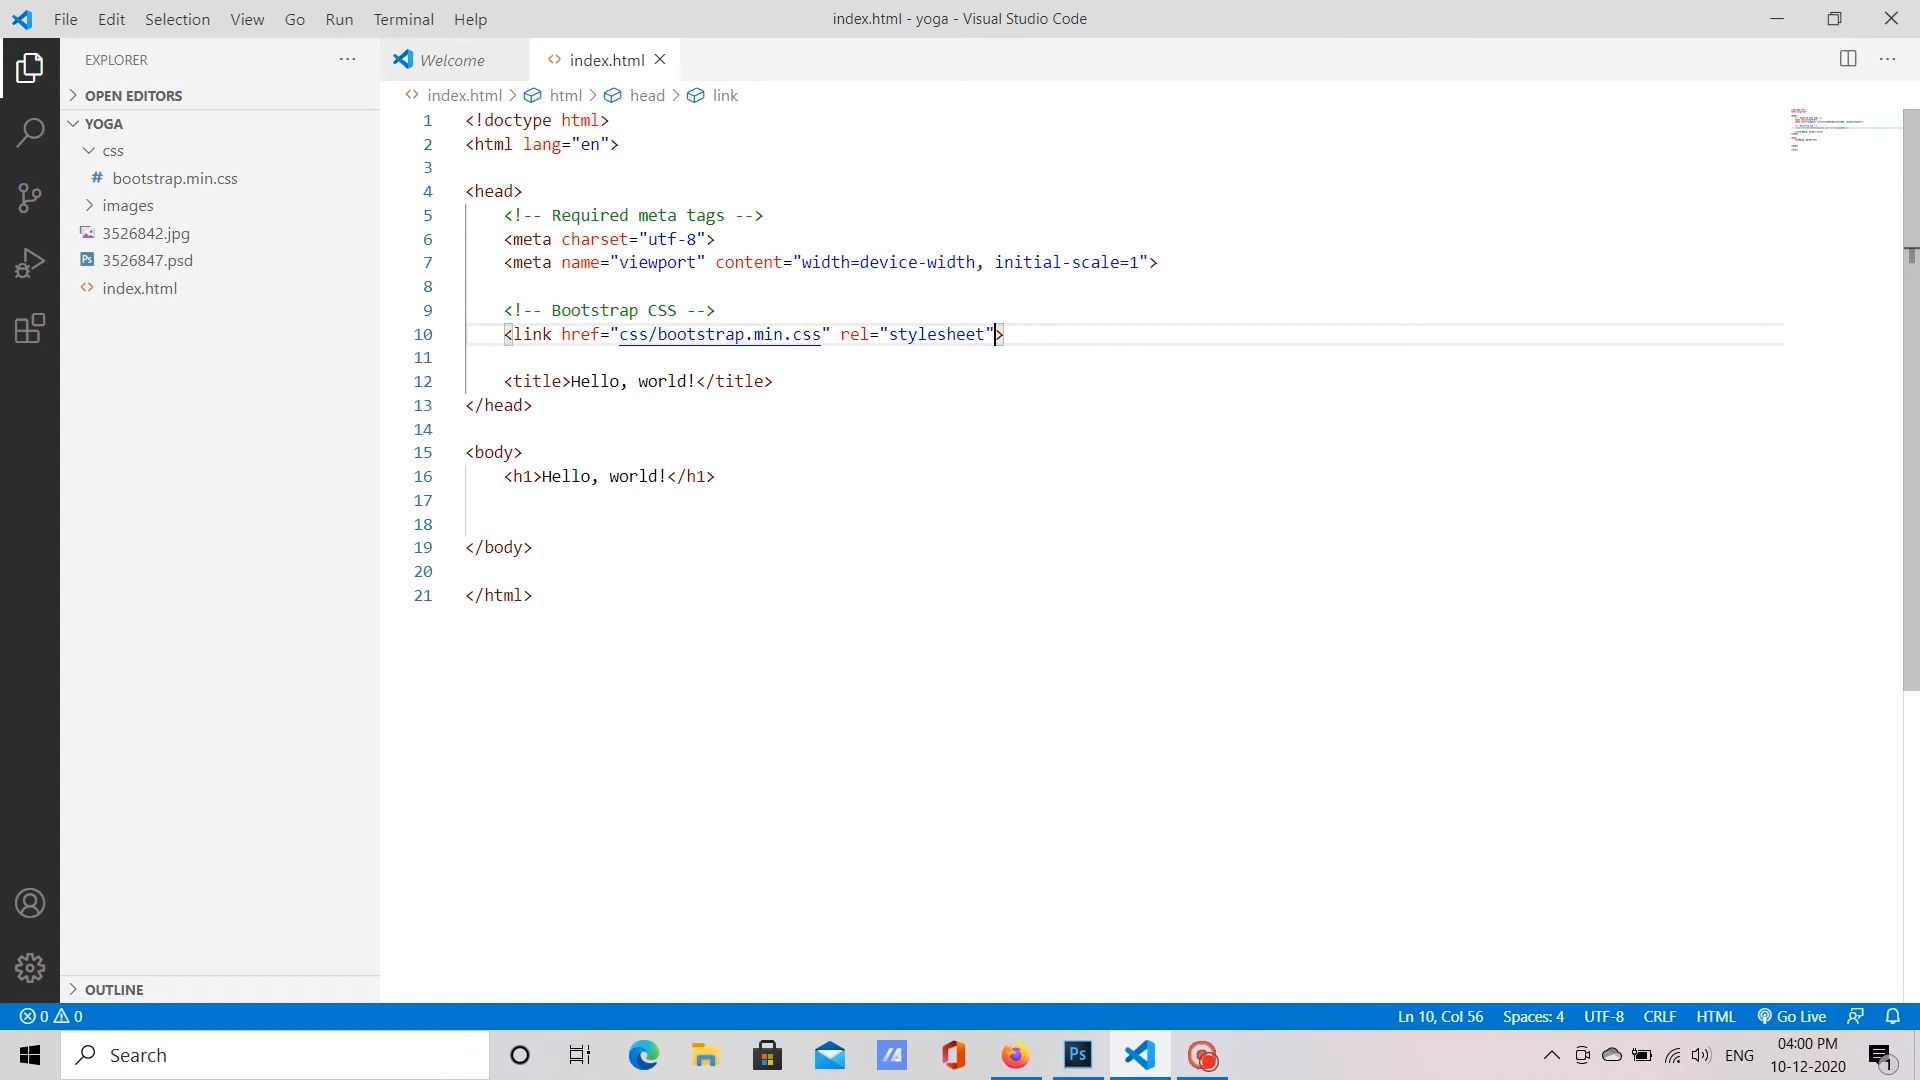 File Edit Selection View Go Run Terminal Help
index.html - yoga - Visual Studio Code
EXPLORER
Welcome
index.html
OPEN EDITORS
index.html > html > head > link
YOGA
css
bootstrap.min.css
images
3526842.jpg
3526847.psd
index.html
1 <!doctype html>
2 <html lang="en">
3
4 <head>
5 <!-- Required meta tags -->
6 <meta charset="utf-8">
7 <meta name="viewport" content="width=device-width, initial-scale=1">
8
9 <!-- Bootstrap CSS -->
10 <link href="css/bootstrap.min.css" rel="stylesheet">
11
12 <title>Hello, world!</title>
13 </head>
14
15 <body>
16 <h1>Hello, world!</h1>
17
18
19 </body>
20
21 </html>
OUTLINE
0 0
Ln 10, Col 56 Spaces: 4 UTF-8 CRLF HTML Go Live
Search
Ps
ENG
04:00 PM
10-12-2020
1